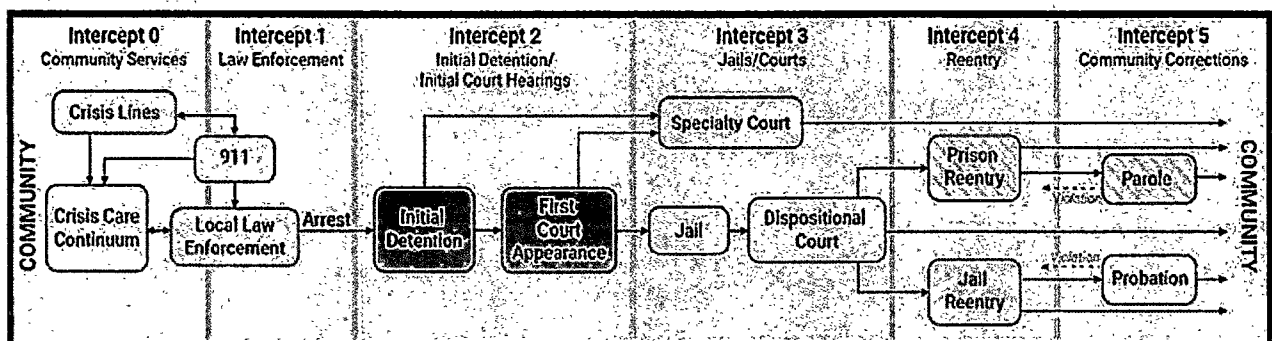 Intercept 0
Community Services
Intercept 1
Law Enforcement
Intercept 2
Initial Detention/
Initial Court Hearings
Intercept 3
Jails/Courts
Intercept 4
Reentry
Intercept 5
Community Corrections
COMMUNITY
Crisis Lines
911
Crisis Care
Continuum
Local Law
Enforcement
Arrest
Initial
Detention
First
Court
Appearance
Specialty Court
Jail
Dispositional
Court
Prison
Reentry
Violation
Parole
Jail
Reentry
Violation
Probation
COMMUNITY